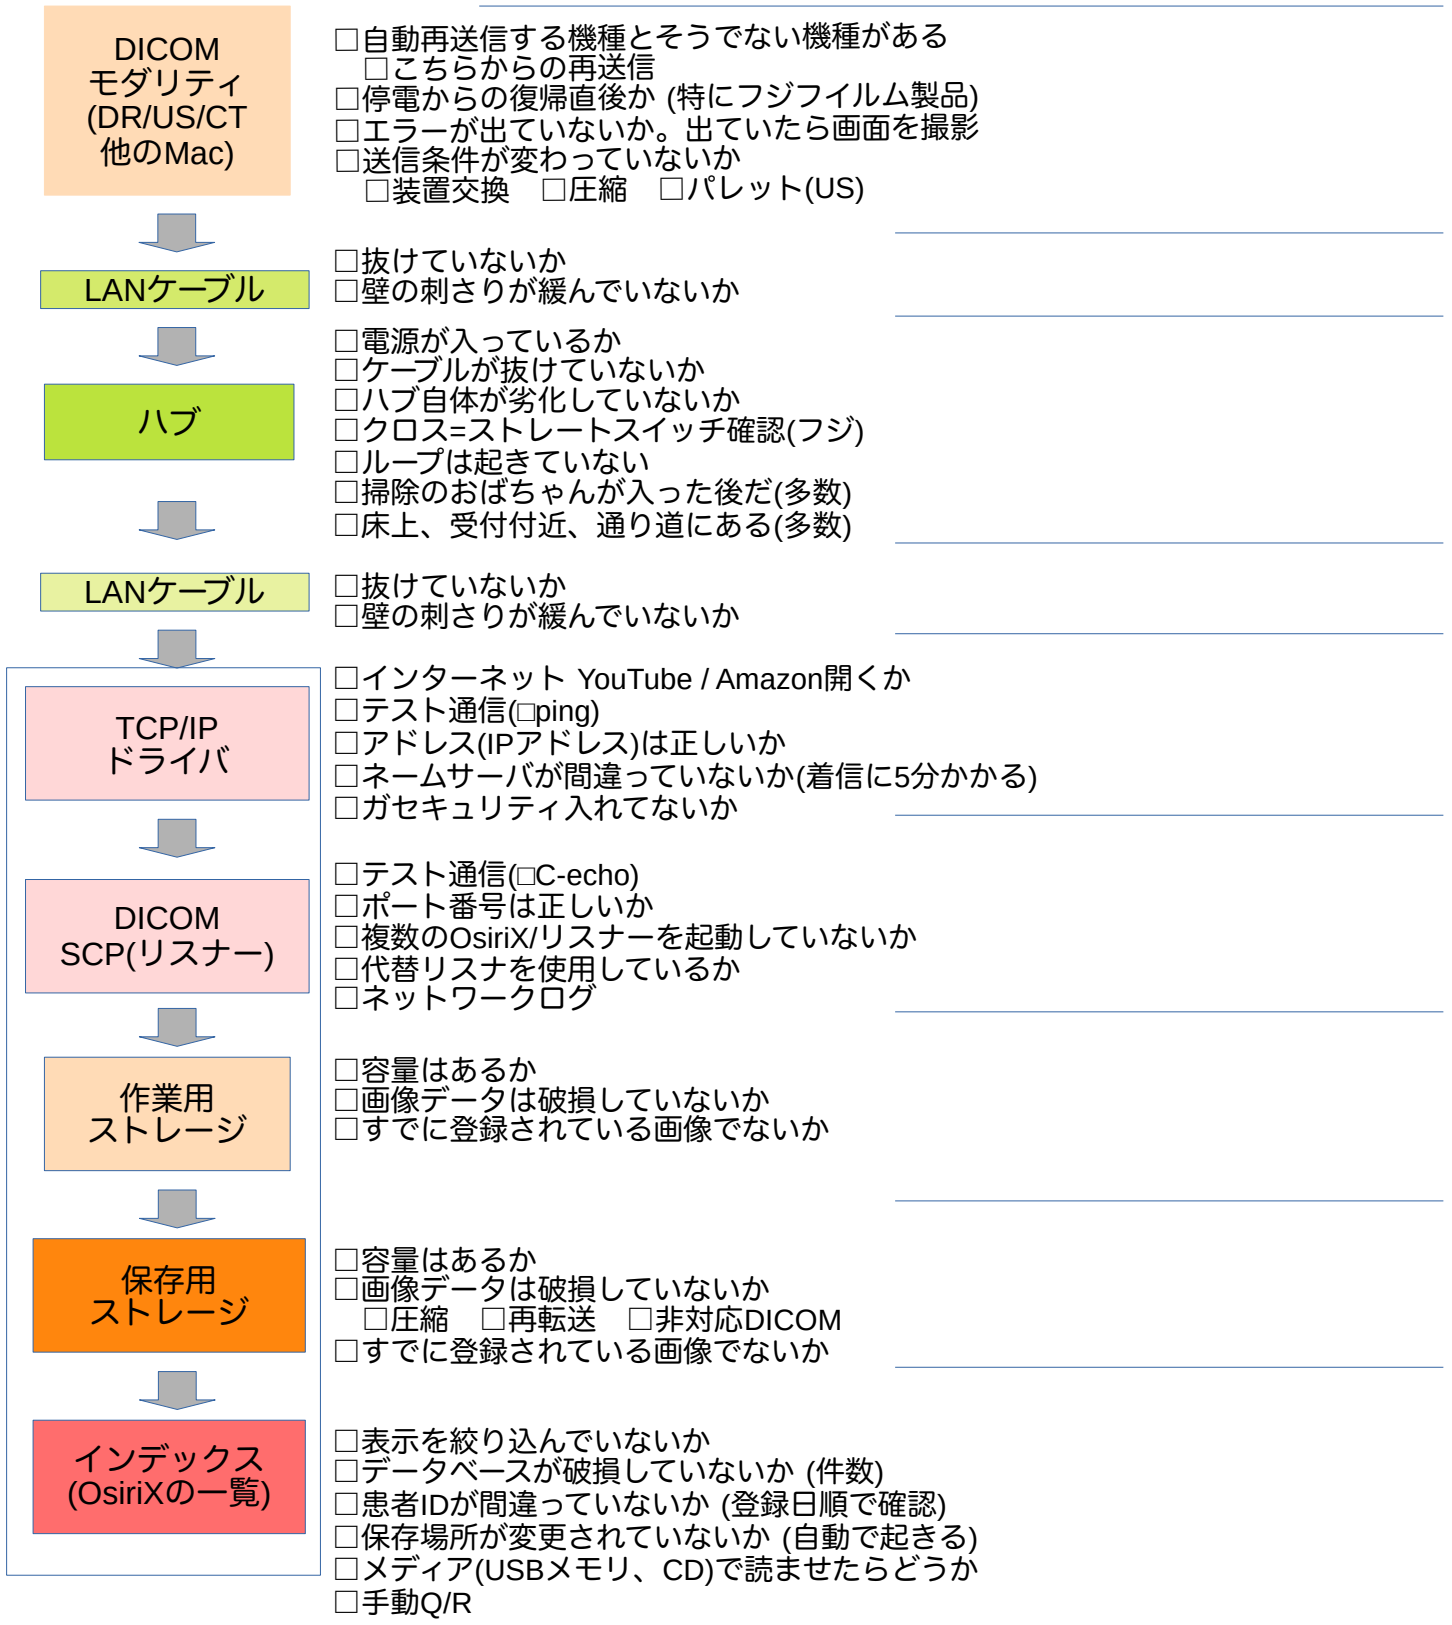 DICOM
モダリティ
(DR/US/CT
他のMac)
□自動再送信する機種とそうでない機種がある
□こちらからの再送信
□停電からの復帰直後か (特にフジフイルム製品)
□エラーが出ていないか。出ていたら画面を撮影
□送信条件が変わっていないか
□装置交換　□圧縮　□パレット(US)
LANケーブル
□抜けていないか
□壁の刺さりが緩んでいないか
ハブ
□電源が入っているか
□ケーブルが抜けていないか
□ハブ自体が劣化していないか
□クロス=ストレートスイッチ確認(フジ)
□ループは起きていない
□掃除のおばちゃんが入った後だ(多数)
□床上、受付付近、通り道にある(多数)
LANケーブル
□抜けていないか
□壁の刺さりが緩んでいないか
TCP/IP
ドライバ
□インターネット YouTube / Amazon開くか
□テスト通信(□ping)
□アドレス(IPアドレス)は正しいか
□ネームサーバが間違っていないか(着信に5分かかる)
□ガセキュリティ入れてないか
DICOM
SCP(リスナー)
□テスト通信(□C-echo)
□ポート番号は正しいか
□複数のOsiriX/リスナーを起動していないか
□代替リスナを使用しているか
□ネットワークログ
作業用
ストレージ
□容量はあるか
□画像データは破損していないか
□すでに登録されている画像でないか
保存用
ストレージ
□容量はあるか
□画像データは破損していないか
□圧縮　□再転送　□非対応DICOM
□すでに登録されている画像でないか
インデックス
(OsiriXの一覧)
□表示を絞り込んでいないか
□データベースが破損していないか (件数)
□患者IDが間違っていないか (登録日順で確認)
□保存場所が変更されていないか (自動で起きる)
□メディア(USBメモリ、CD)で読ませたらどうか
□手動Q/R